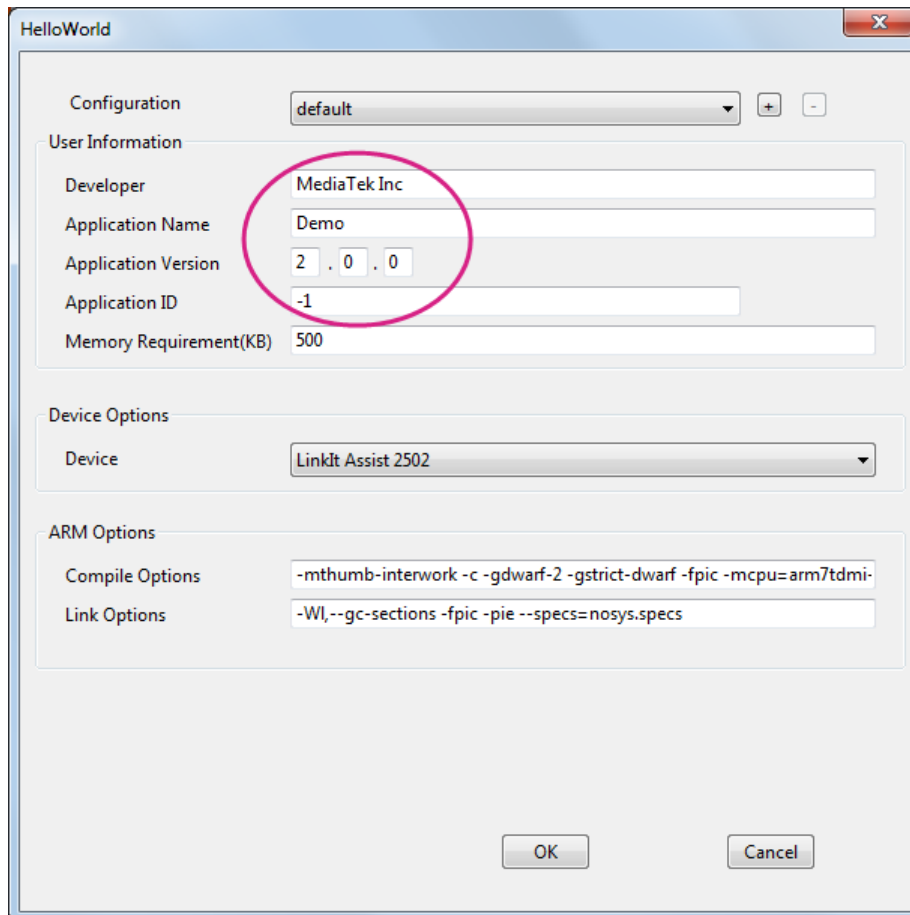 HelloWorld
Configuration default + -
User Information
Developer MediaTek Inc
Application Name Demo
Application Version 2 . 0 . 0
Application ID -1
Memory Requirement(KB) 500
Device Options
Device LinkIt Assist 2502
ARM Options
Compile Options -mthumb-interwork -c -gdwarf-2 -gstrict-dwarf -fpic -mcpu=arm7tdmi-
Link Options -Wl,--gc-sections -fpic -pie --specs=nosys.specs
OK Cancel